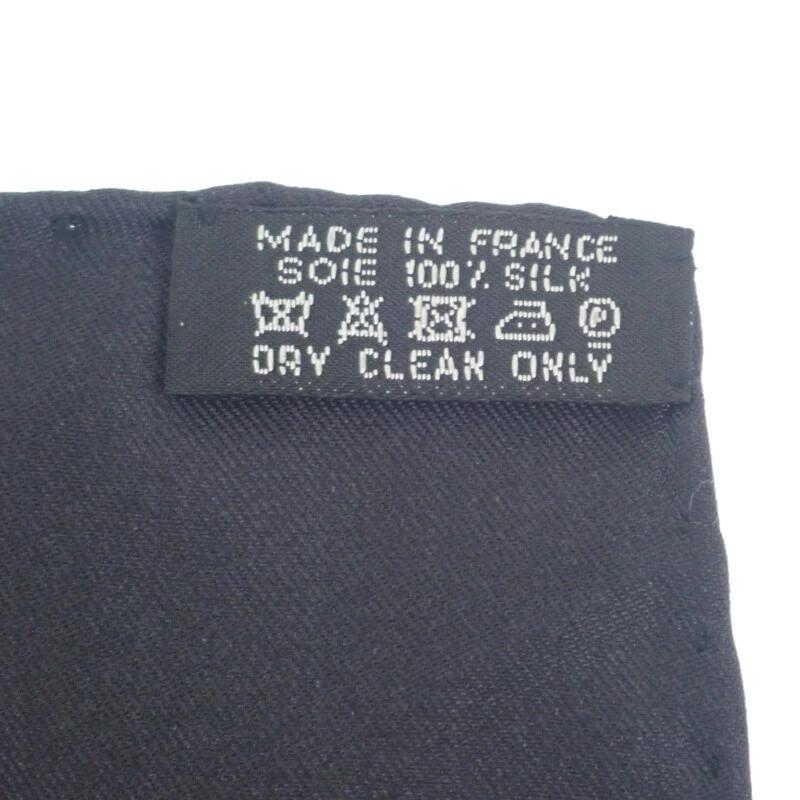 MADE IN FRANCE
SOIE 100% SILK
P
DRY CLEAN ONLY